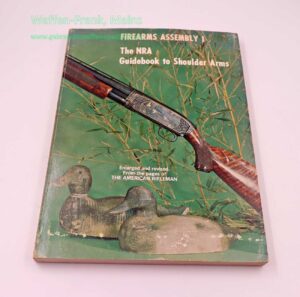 Waffen-Frank, Mainz
FIREARMS ASSEMBLY I
The NRA
Guidebook to Shoulder Arms
Enlarged and revised
From the pages of
THE AMERICAN RIFLEMAN